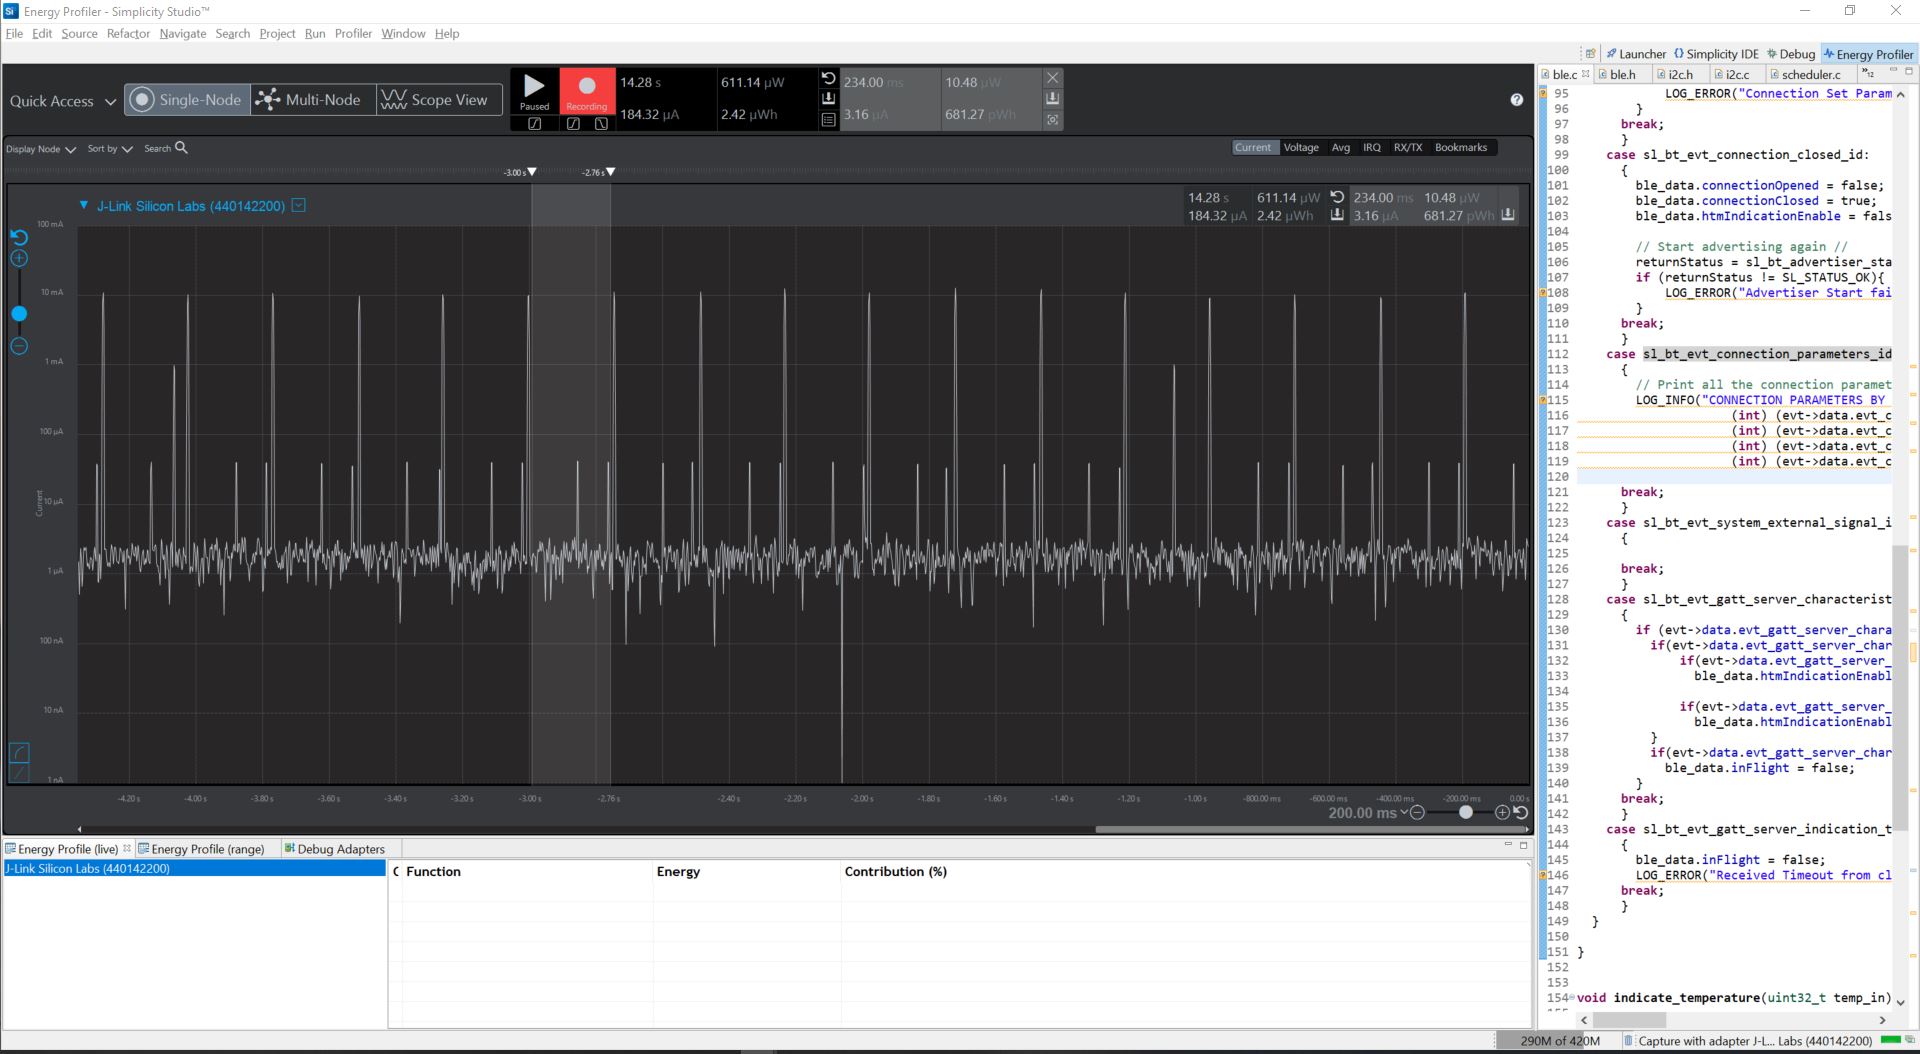 Energy Profiler - Simplicity Studio™
File Edit Source Refactor Navigate Search Project Run Profiler Window Help
Launcher Simplicity IDE Debug Energy Profiler
Quick Access Single-Node Multi-Node Scope View
Paused Recording
14.28 s 611.14 µW 234.00 ms 10.48 µW
184.32 µA 2.42 µWh 3.16 µA 681.27 pWh
Display Node Sort by Search
Current Voltage Avg IRQ RX/TX Bookmarks
-3.00 s -2.76 s
J-Link Silicon Labs (440142200)
14.28 s 611.14 µW 234.00 ms 10.48 µW
184.32 µA 2.42 µWh 3.16 µA 681.27 pWh
100 mA
10 mA
1 mA
100 µA
10 µA
1 µA
100 nA
10 nA
1 nA
Current
-4.20 s -4.00 s -3.80 s -3.60 s -3.40 s -3.20 s -3.00 s -2.76 s -2.40 s -2.20 s -2.00 s -1.80 s -1.60 s -1.40 s -1.20 s -1.00 s -800.00 ms -600.00 ms -400.00 ms -200.00 ms 0.00 s
200.00 ms
Energy Profile (live) Energy Profile (range) Debug Adapters
J-Link Silicon Labs (440142200)
C Function Energy Contribution (%)
ble.c ble.h i2c.h i2c.c scheduler.c »12
95 LOG_ERROR("Connection Set Param
96 }
97 break;
98 }
99 case sl_bt_evt_connection_closed_id:
100 {
101 ble_data.connectionOpened = false;
102 ble_data.connectionClosed = true;
103 ble_data.htmIndicationEnable = fals
104
105 // Start advertising again //
106 returnStatus = sl_bt_advertiser_sta
107 if (returnStatus != SL_STATUS_OK){
108 LOG_ERROR("Advertiser Start fai
109 }
110 break;
111 }
112 case sl_bt_evt_connection_parameters_id
113 {
114 // Print all the connection paramet
115 LOG_INFO("CONNECTION PARAMETERS BY
116 (int) (evt->data.evt_c
117 (int) (evt->data.evt_c
118 (int) (evt->data.evt_c
119 (int) (evt->data.evt_c
120
121 break;
122 }
123 case sl_bt_evt_system_external_signal_i
124 {
125
126 break;
127 }
128 case sl_bt_evt_gatt_server_characterist
129 {
130 if (evt->data.evt_gatt_server_chara
131 if(evt->data.evt_gatt_server_char
132 if(evt->data.evt_gatt_server_
133 ble_data.htmIndicationEnabl
134
135 if(evt->data.evt_gatt_server_
136 ble_data.htmIndicationEnabl
137 }
138 if(evt->data.evt_gatt_server_char
139 ble_data.inFlight = false;
140 }
141 break;
142 }
143 case sl_bt_evt_gatt_server_indication_t
144 {
145 ble_data.inFlight = false;
146 LOG_ERROR("Received Timeout from cl
147 break;
148 }
149 }
150
151 }
152
153
154 void indicate_temperature(uint32_t temp_in)
290M of 420M Capture with adapter J-L... Labs (440142200)